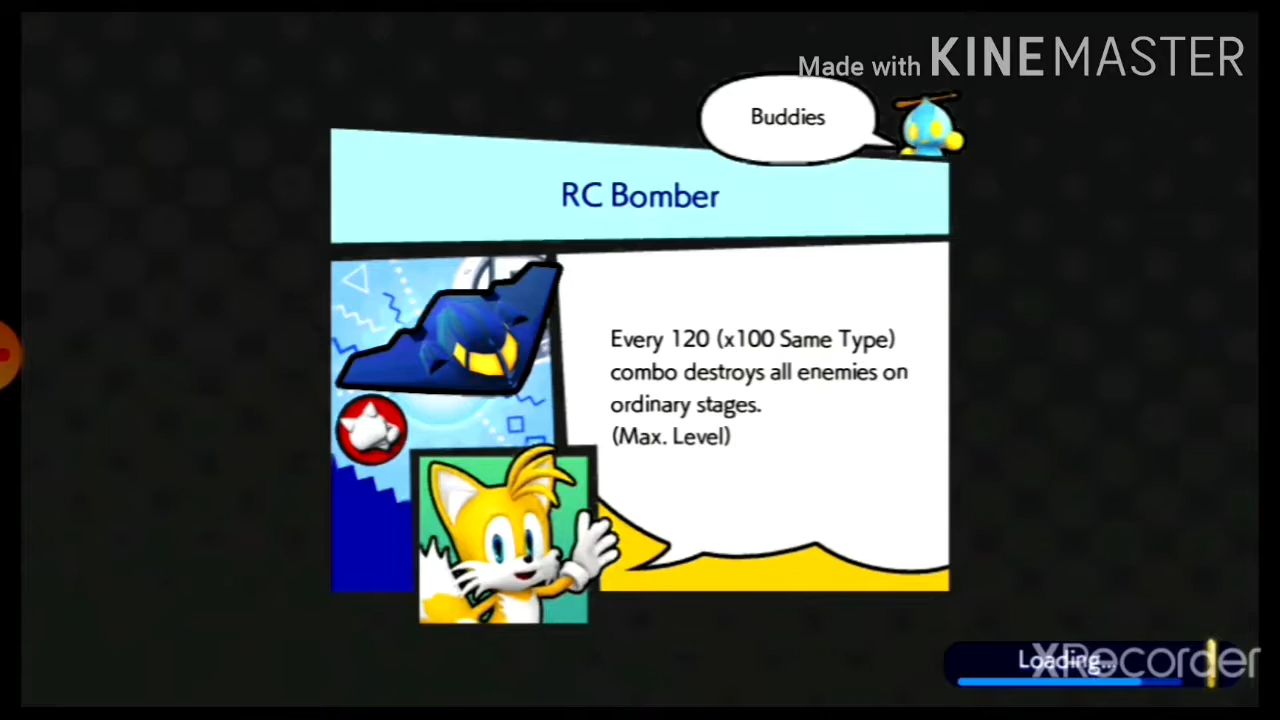 Made with KINEMASTER
Buddies
RC Bomber
Every 120 (x100 Same Type)
combo destroys all enemies on
ordinary stages.
(Max. Level)
Loading...
XRecorder